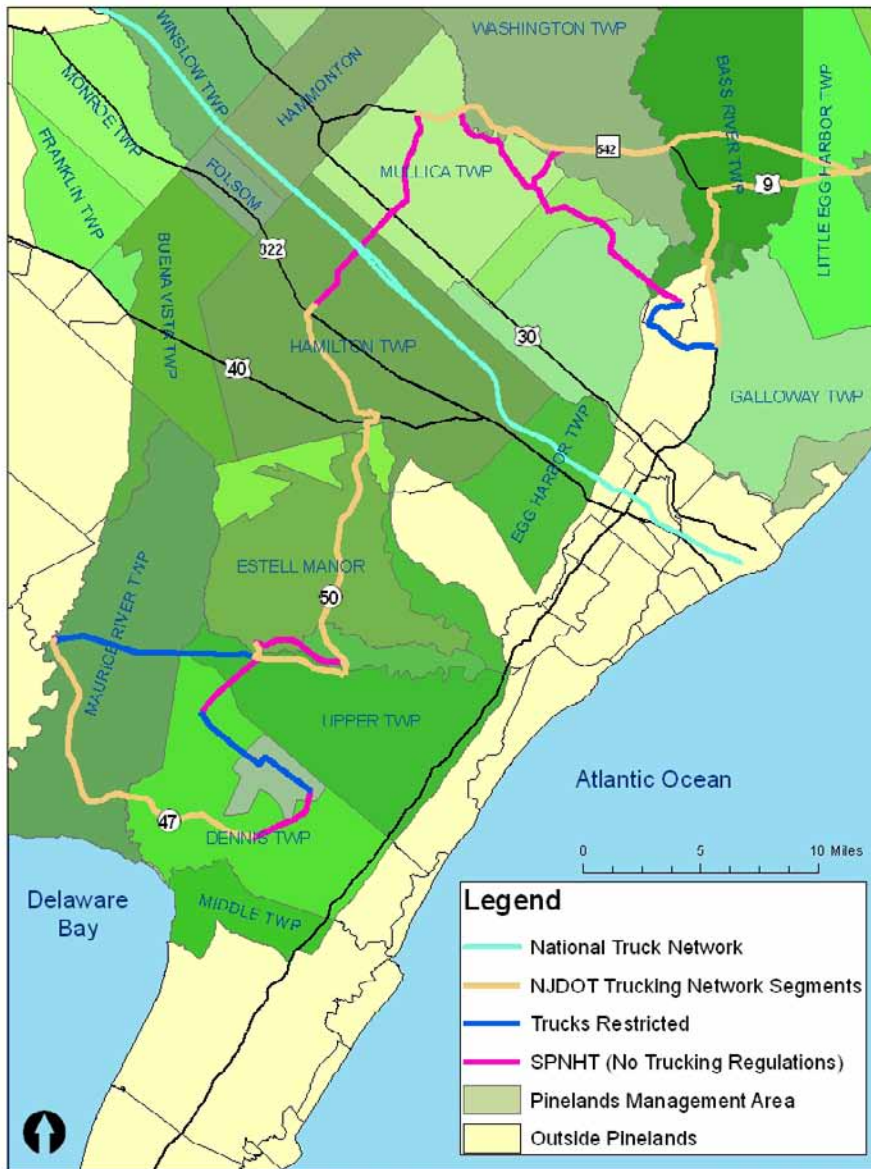 WASHINGTON TWP
WINSLOW TWP
HAMMONTON
MONROE TWP
BASS RIVER TWP
LITTLE EGG HARBOR TWP
FRANKLIN TWP
FOLSOM
MULLICA TWP
542
9
322
BUENA VISTA TWP
HAMILTON TWP
30
40
GALLOWAY TWP
EGG HARBOR TWP
ESTELL MANOR
50
MAURICE RIVER TWP
UPPER TWP
Atlantic Ocean
47
DENNIS TWP
0 5 10 Miles
Delaware
Bay
MIDDLE TWP
Legend
National Truck Network
NJDOT Trucking Network Segments
Trucks Restricted
SPNHT (No Trucking Regulations)
Pinelands Management Area
Outside Pinelands